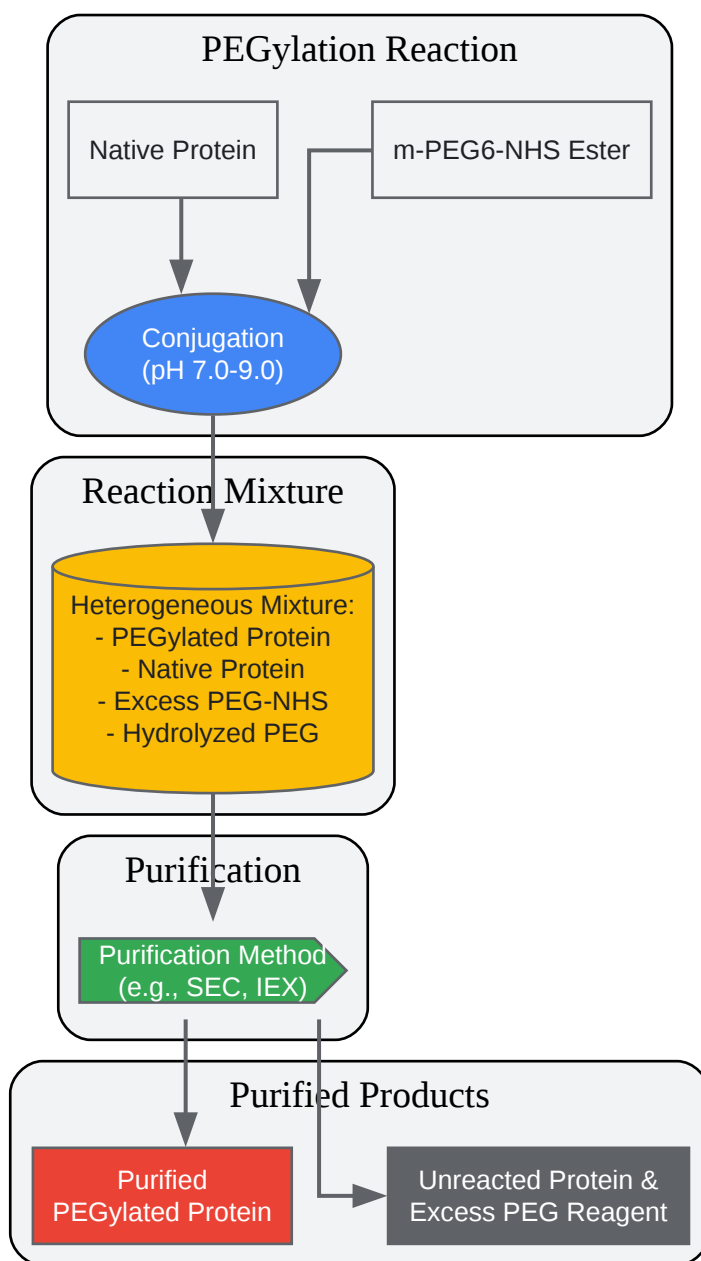 PEGylation Reaction
Native Protein
m-PEG6-NHS Ester
Conjugation
(pH 7.0-9.0)
Reaction Mixture
Heterogeneous Mixture:
- PEGylated Protein
- Native Protein
- Excess PEG-NHS
- Hydrolyzed PEG
Purification
Purification Method
(e.g., SEC, IEX)
Purified Products
Purified
PEGylated Protein
Unreacted Protein &
Excess PEG Reagent